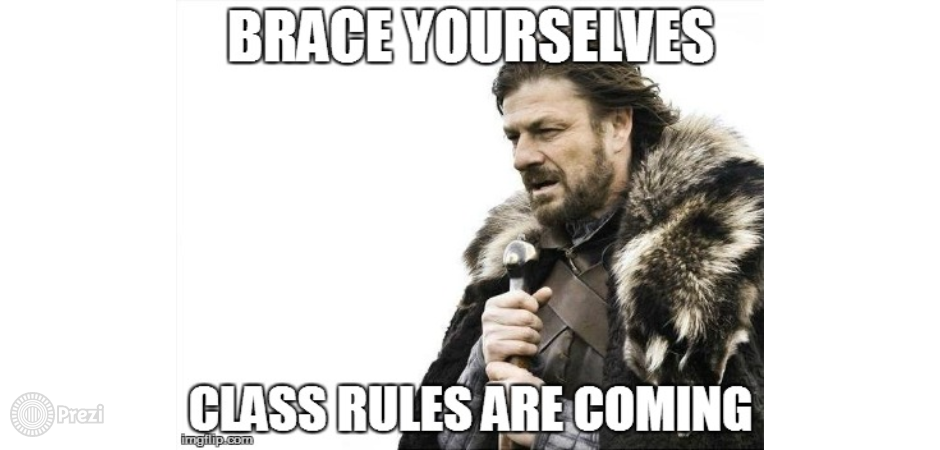 BRACE YOURSELVES
CLASS RULES ARE COMING
Prezi
imgflip.com